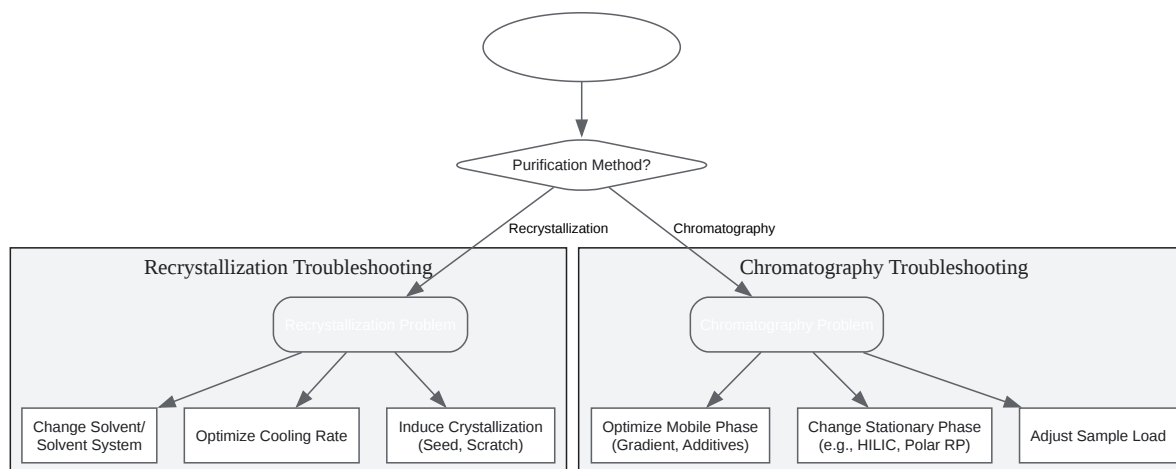 Purification Method?
Recrystallization
Chromatography
Recrystallization Troubleshooting
Chromatography Troubleshooting
Recrystallization Problem
Chromatography Problem
Change Solvent/
Solvent System
Optimize Cooling Rate
Induce Crystallization
(Seed, Scratch)
Optimize Mobile Phase
(Gradient, Additives)
Change Stationary Phase
(e.g., HILIC, Polar RP)
Adjust Sample Load